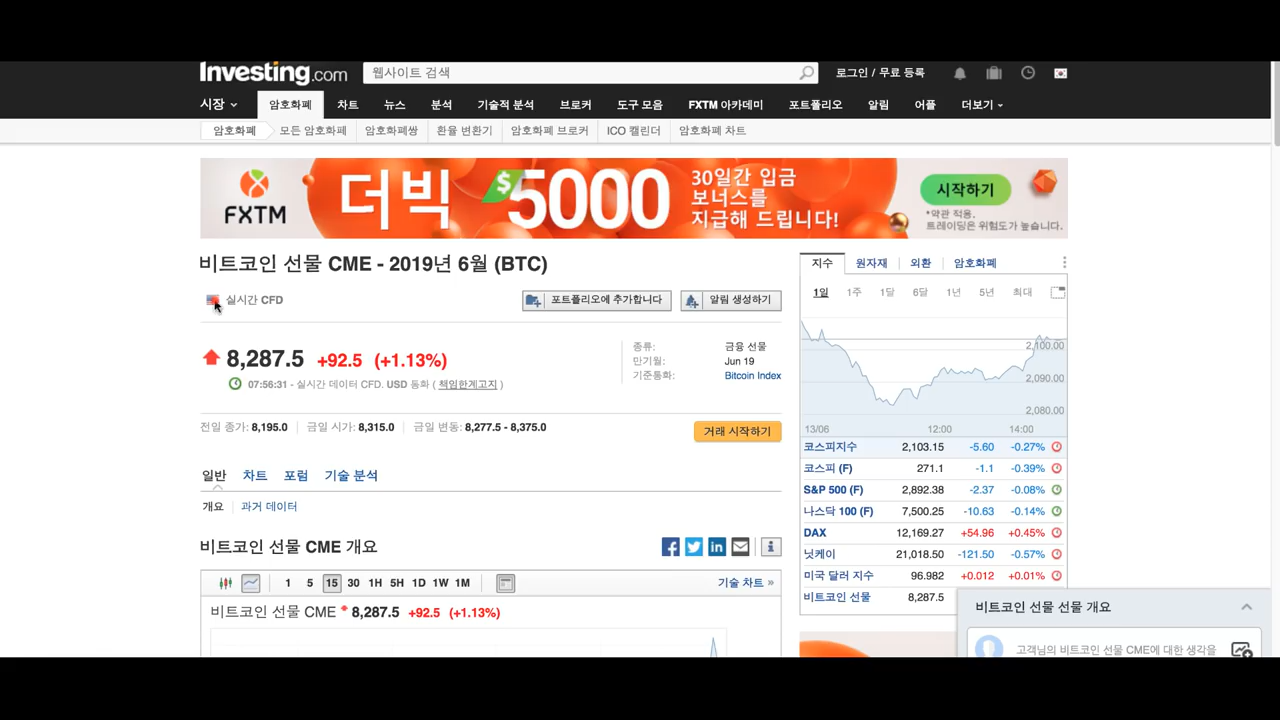 Investing.com
웹사이트 검색
로그인 / 무료 등록
시장 암호화폐 차트 뉴스 분석 기술적 분석 브로커 도구 모음 FXTM 아카데미 포트폴리오 알림 어플 더보기
암호화폐 모든 암호화폐 암호화폐쌍 환율 변환기 암호화폐 브로커 ICO 캘린더 암호화폐 차트
FXTM
더빅 $5000
30일간 입금
보너스를
지급해 드립니다!
시작하기
*약관 적용.
트레이딩은 위험도가 높습니다.
비트코인 선물 CME - 2019년 6월 (BTC)
실시간 CFD
포트폴리오에 추가합니다
알림 생성하기
8,287.5 +92.5 (+1.13%)
07:56:31 - 실시간 데이터 CFD. USD 통화 ( 책임한계고지 )
종류: 금융 선물
만기월: Jun 19
기준통화: Bitcoin Index
전일 종가: 8,195.0 금일 시가: 8,315.0 금일 변동: 8,277.5 - 8,375.0
거래 시작하기
일반 차트 포럼 기술 분석
개요 과거 데이터
비트코인 선물 CME 개요
1 5 15 30 1H 5H 1D 1W 1M
기술 차트 »
비트코인 선물 CME 8,287.5 +92.5 (+1.13%)
지수 원자재 외환 암호화폐
1일 1주 1달 6달 1년 5년 최대
2,100.00
2,090.00
2,080.00
13/06 12:00 14:00
코스피지수 2,103.15 -5.60 -0.27%
코스피 (F) 271.1 -1.1 -0.39%
S&P 500 (F) 2,892.38 -2.37 -0.08%
나스닥 100 (F) 7,500.25 -10.63 -0.14%
DAX 12,169.27 +54.96 +0.45%
닛케이 21,018.50 -121.50 -0.57%
미국 달러 지수 96.982 +0.012 +0.01%
비트코인 선물 8,287.5
비트코인 선물 선물 개요
고객님의 비트코인 선물 CME에 대한 생각을